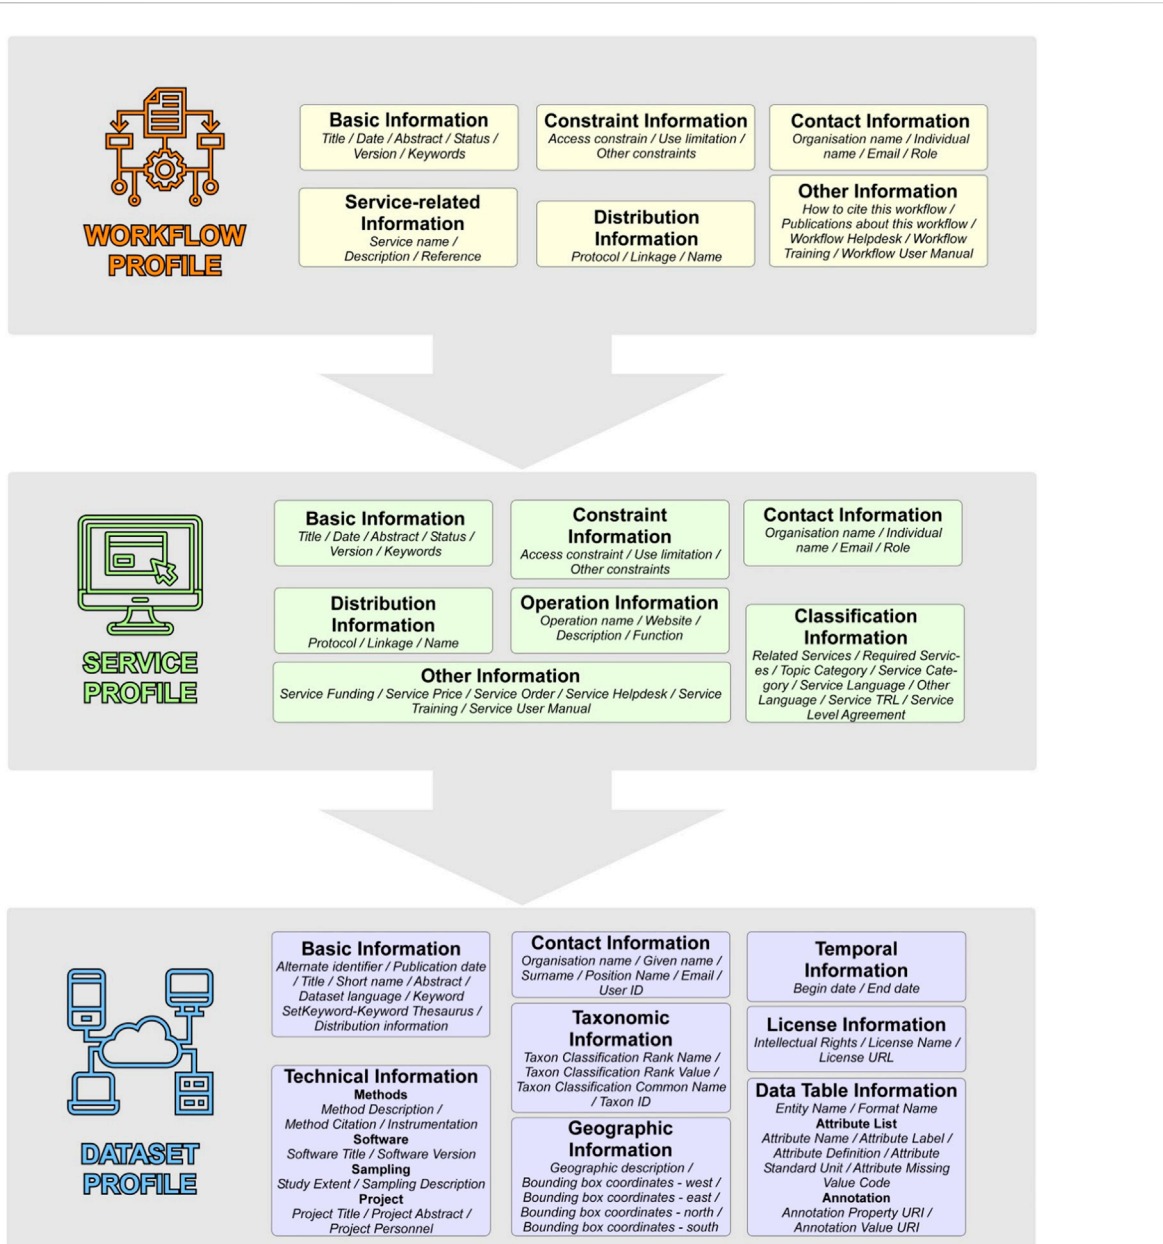 WORKFLOW
PROFILE
Basic Information
Title / Date / Abstract / Status /
Version / Keywords
Constraint Information
Access constrain / Use limitation /
Other constraints
Contact Information
Organisation name / Individual
name / Email / Role
Service-related
Information
Service name /
Description / Reference
Distribution
Information
Protocol / Linkage / Name
Other Information
How to cite this workflow /
Publications about this workflow /
Workflow Helpdesk / Workflow
Training / Workflow User Manual
SERVICE
PROFILE
Basic Information
Title / Date / Abstract / Status /
Version / Keywords
Constraint
Information
Access constraint / Use limitation /
Other constraints
Contact Information
Organisation name / Individual
name / Email / Role
Distribution
Information
Protocol / Linkage / Name
Operation Information
Operation name / Website /
Description / Function
Classification
Information
Related Services / Required Servic-
es / Topic Category / Service Cate-
gory / Service Language / Other
Language / Service TRL / Service
Level Agreement
Other Information
Service Funding / Service Price / Service Order / Service Helpdesk / Service
Training / Service User Manual
DATASET
PROFILE
Basic Information
Alternate identifier / Publication date
/ Title / Short name / Abstract /
Dataset language / Keyword
SetKeyword-Keyword Thesaurus /
Distribution information
Technical Information
Methods
Method Description /
Method Citation / Instrumentation
Software
Software Title / Software Version
Sampling
Study Extent / Sampling Description
Project
Project Title / Project Abstract /
Project Personnel
Contact Information
Organisation name / Given name /
Surname / Position Name / Email /
User ID
Taxonomic
Information
Taxon Classification Rank Name /
Taxon Classification Rank Value /
Taxon Classification Common Name
/ Taxon ID
Geographic
Information
Geographic description /
Bounding box coordinates - west /
Bounding box coordinates - east /
Bounding box coordinates - north /
Bounding box coordinates - south
Temporal
Information
Begin date / End date
License Information
Intellectual Rights / License Name /
License URL
Data Table Information
Entity Name / Format Name
Attribute List
Attribute Name / Attribute Label /
Attribute Definition / Attribute
Standard Unit / Attribute Missing
Value Code
Annotation
Annotation Property URI /
Annotation Value URI